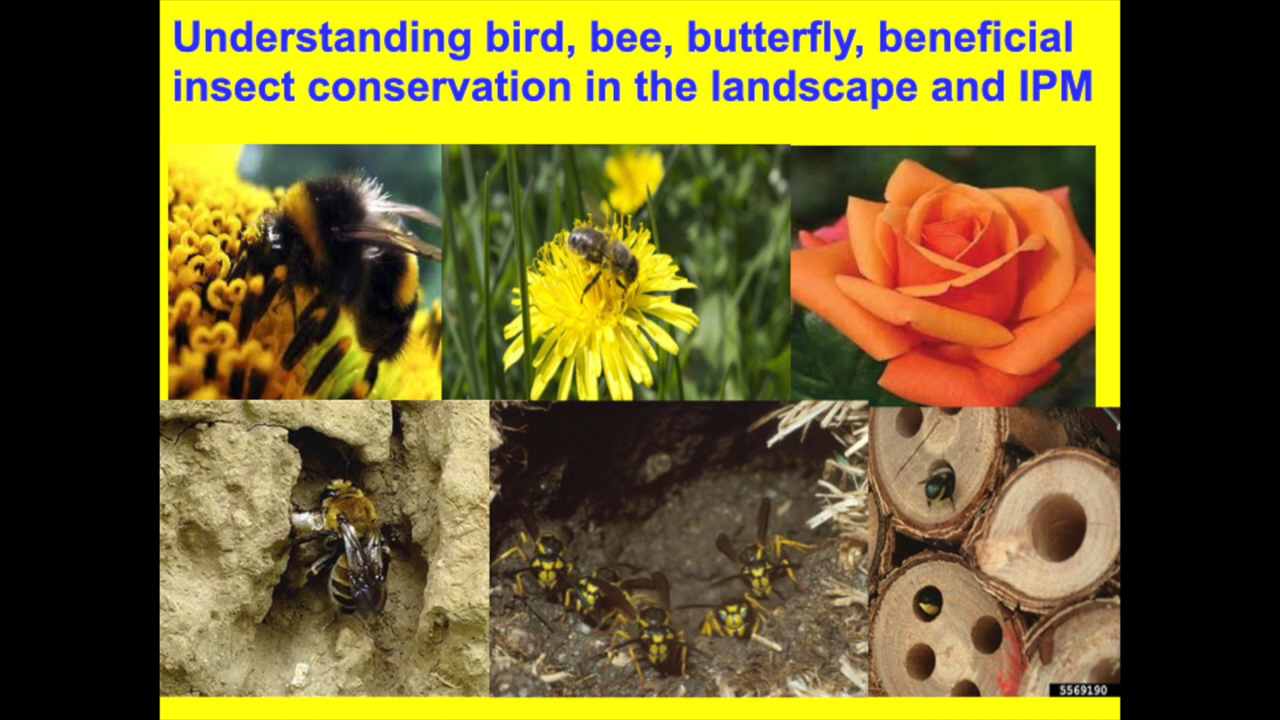 Understanding bird, bee, butterfly, beneficial
insect conservation in the landscape and IPM
5569190